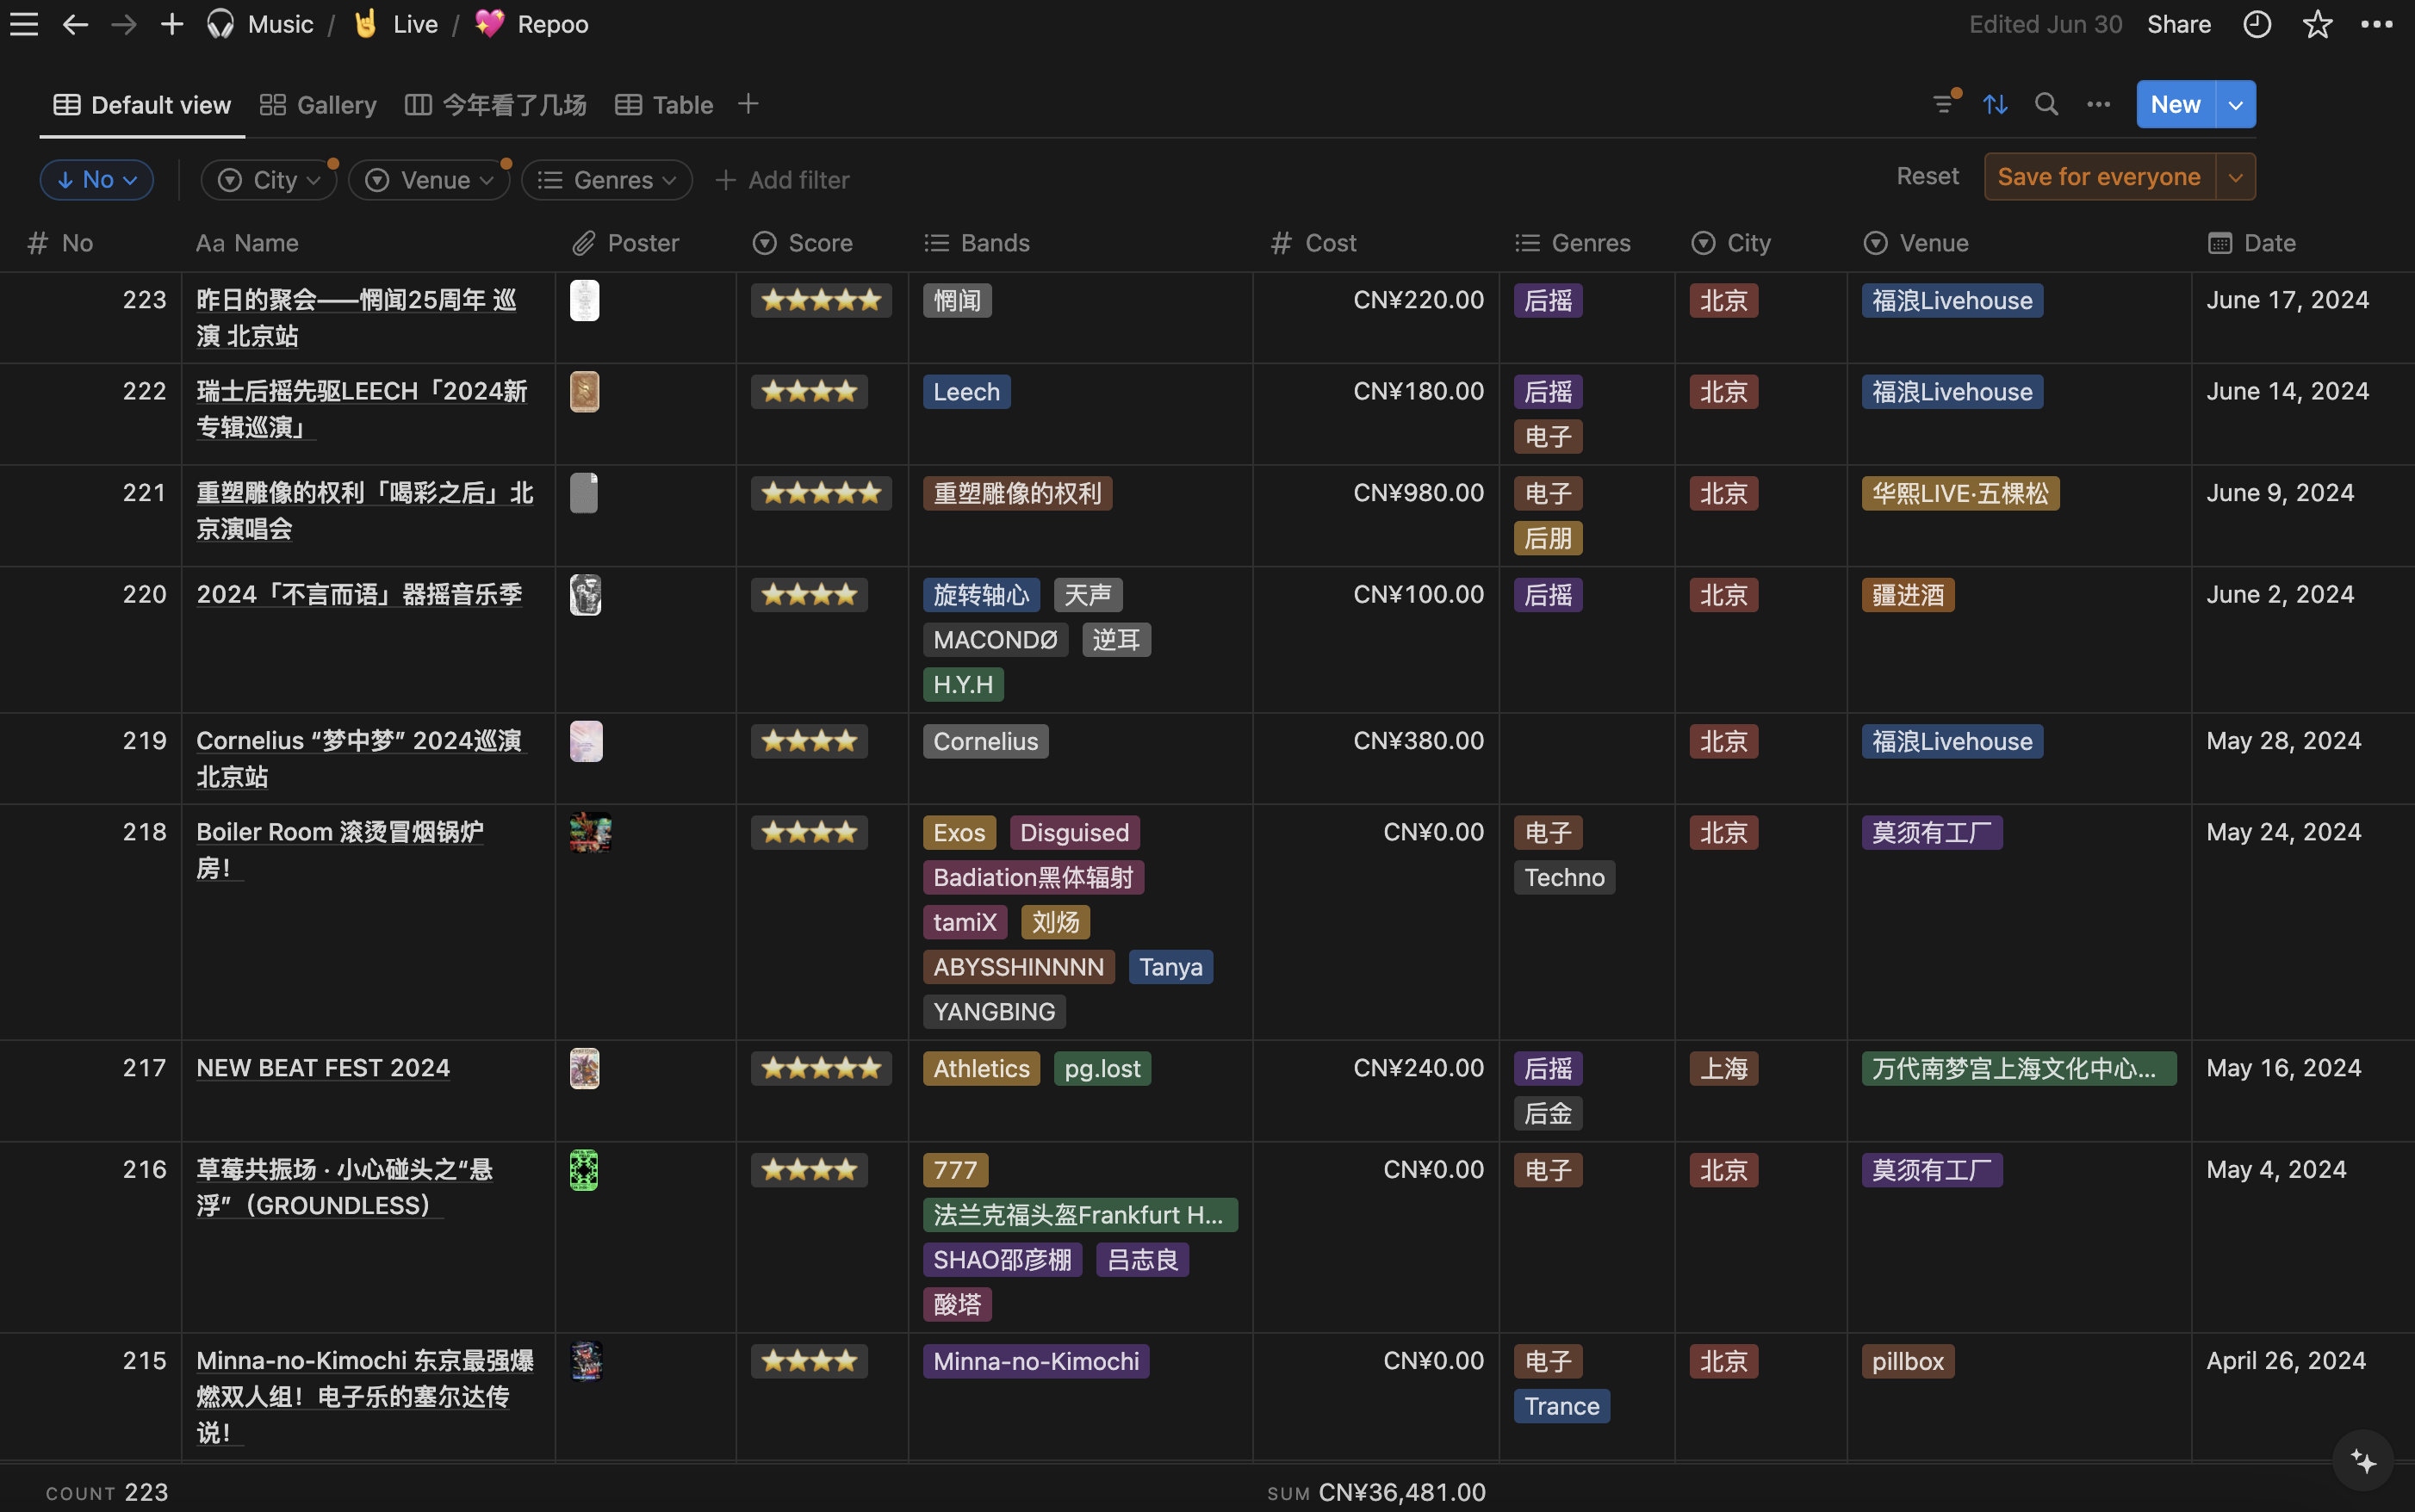 Music / Live / Repoo Edited Jun 30 Share
Default view Gallery 今年看了几场 Table New
No City Venue Genres Add filter Reset Save for everyone
No Aa Name Poster Score Bands Cost Genres City Venue Date
223 昨日的聚会——惘闻25周年 巡演 北京站 ⭐⭐⭐⭐⭐ 惘闻 CN¥220.00 后摇 北京 福浪Livehouse June 17, 2024
222 瑞士后摇先驱LEECH「2024新专辑巡演」 ⭐⭐⭐⭐ Leech CN¥180.00 后摇 电子 北京 福浪Livehouse June 14, 2024
221 重塑雕像的权利「喝彩之后」北京演唱会 ⭐⭐⭐⭐⭐ 重塑雕像的权利 CN¥980.00 电子 后朋 北京 华熙LIVE·五棵松 June 9, 2024
220 2024「不言而语」器摇音乐季 ⭐⭐⭐⭐ 旋转轴心 天声 MACONDØ 逆耳 H.Y.H CN¥100.00 后摇 北京 疆进酒 June 2, 2024
219 Cornelius “梦中梦” 2024巡演 北京站 ⭐⭐⭐⭐ Cornelius CN¥380.00 北京 福浪Livehouse May 28, 2024
218 Boiler Room 滚烫冒烟锅炉房！ ⭐⭐⭐⭐ Exos Disguised Badiation黑体辐射 tamiX 刘炀 ABYSSHINNNN Tanya YANGBING CN¥0.00 电子 Techno 北京 莫须有工厂 May 24, 2024
217 NEW BEAT FEST 2024 ⭐⭐⭐⭐⭐ Athletics pg.lost CN¥240.00 后摇 后金 上海 万代南梦宫上海文化中心... May 16, 2024
216 草莓共振场 · 小心碰头之“悬浮”（GROUNDLESS） ⭐⭐⭐⭐ 777 法兰克福头盔Frankfurt H... SHAO邵彦棚 吕志良 酸塔 CN¥0.00 电子 北京 莫须有工厂 May 4, 2024
215 Minna-no-Kimochi 东京最强爆燃双人组！电子乐的塞尔达传说！ ⭐⭐⭐⭐ Minna-no-Kimochi CN¥0.00 电子 Trance 北京 pillbox April 26, 2024
COUNT 223 SUM CN¥36,481.00